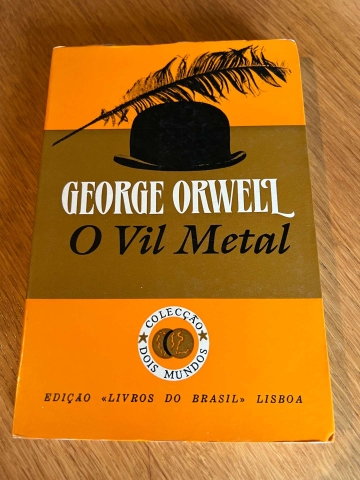 GEORGE ORWELL
O Vil Metal
COLECÇÃO
DOIS MUNDOS
EDIÇÃO «LIVROS DO BRASIL» LISBOA